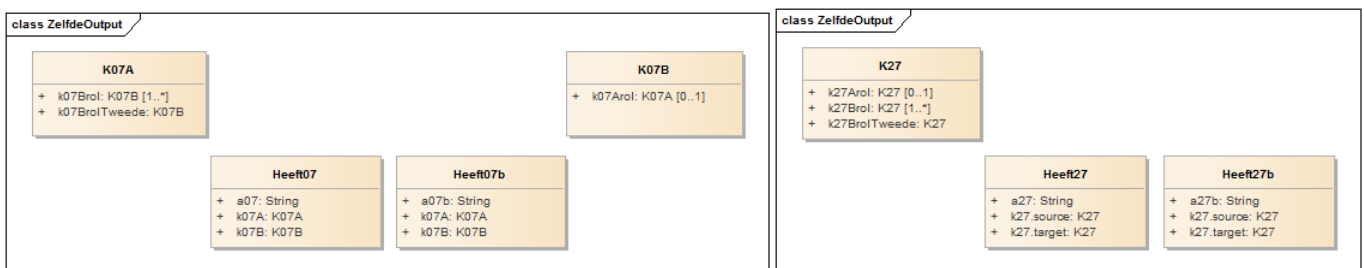 class ZelfdeOutput
K07A
+ k07Brol: K07B [1..*]
+ k07BrolTweede: K07B
K07B
+ k07Arol: K07A [0..1]
Heeft07
+ a07: String
+ k07A: K07A
+ k07B: K07B
Heeft07b
+ a07b: String
+ k07A: K07A
+ k07B: K07B
class ZelfdeOutput
K27
+ k27Arol: K27 [0..1]
+ k27Brol: K27 [1..*]
+ k27BrolTweede: K27
Heeft27
+ a27: String
+ k27.source: K27
+ k27.target: K27
Heeft27b
+ a27b: String
+ k27.source: K27
+ k27.target: K27